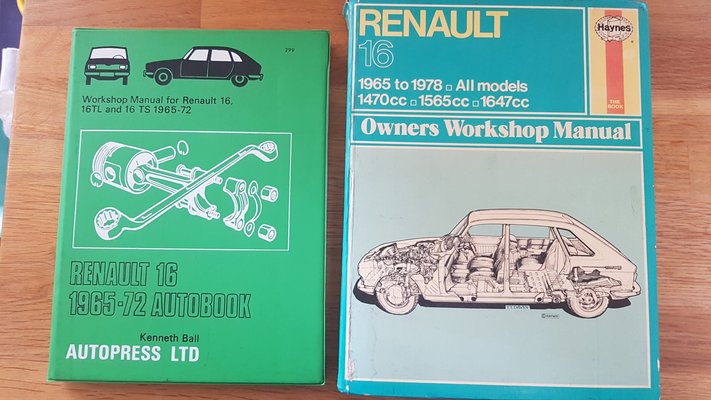 299
Workshop Manual for Renault 16,
16TL and 16 TS 1965-72
RENAULT 16
1965-72 AUTOBOOK
Kenneth Ball
AUTOPRESS LTD
RENAULT
16
1965 to 1978 □ All models
1470cc □ 1565cc □ 1647cc
Haynes
THE
BOOK
Owners Workshop Manual